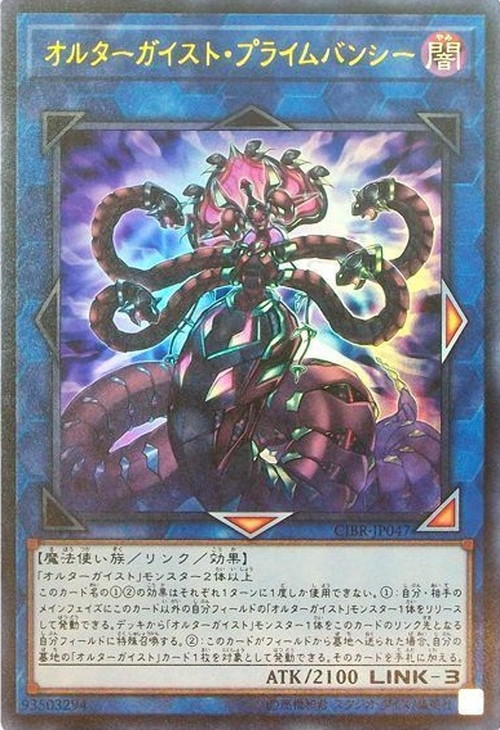 オルターガイスト・プライムバンシー
闇
CIBR-JP047
【魔法使い族／リンク／効果】
「オルターガイスト」モンスター2体以上
このカード名の①②の効果はそれぞれ1ターンに1度しか使用できない。①：自分・相手の
メインフェイズにこのカード以外の自分フィールドの「オルターガイスト」モンスター1体をリリース
して発動できる。デッキから「オルターガイスト」モンスター1体をこのカードのリンク先となる
自分フィールドに特殊召喚する。②：このカードがフィールドから墓地へ送られた場合、自分の
墓地の「オルターガイスト」カード1枚を対象として発動できる。そのカードを手札に加える。
ATK/2100 LINK-3
93503294
スタジオ・ダイス/集英社